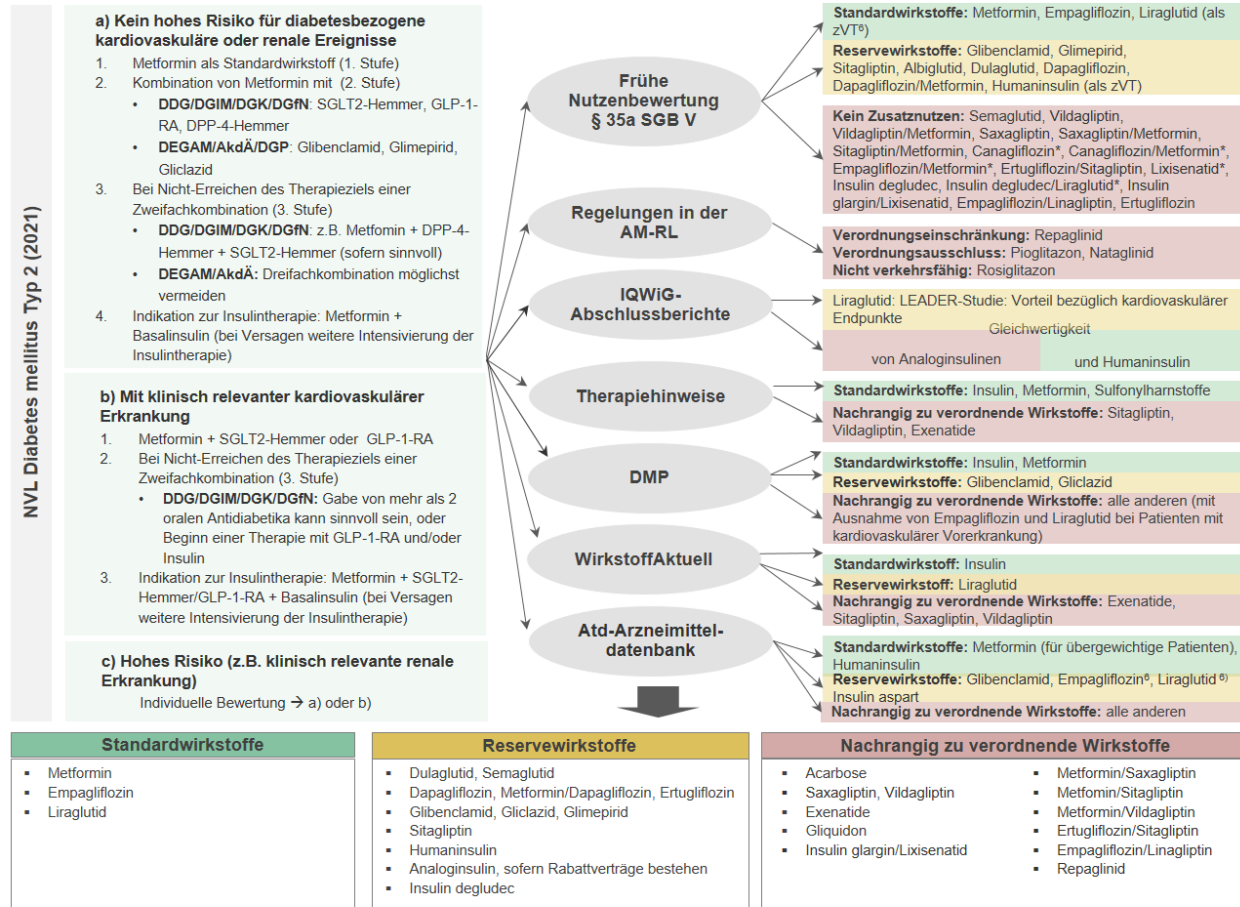 NVL Diabetes mellitus Typ 2 (2021)
a) Kein hohes Risiko für diabetesbezogene
kardiovaskuläre oder renale Ereignisse
1. Metformin als Standardwirkstoff (1. Stufe)
2. Kombination von Metformin mit (2. Stufe)
• DDG/DGIM/DGK/DGfN: SGLT2-Hemmer, GLP-1-
RA, DPP-4-Hemmer
• DEGAM/AkdÄ/DGP: Glibenclamid, Glimepirid,
Gliclazid
3. Bei Nicht-Erreichen des Therapieziels einer
Zweifachkombination (3. Stufe)
• DDG/DGIM/DGK/DGfN: z.B. Metfomin + DPP-4-
Hemmer + SGLT2-Hemmer (sofern sinnvoll)
• DEGAM/AkdÄ: Dreifachkombination möglichst
vermeiden
4. Indikation zur Insulintherapie: Metformin +
Basalinsulin (bei Versagen weitere Intensivierung der
Insulintherapie)
b) Mit klinisch relevanter kardiovaskulärer
Erkrankung
1. Metformin + SGLT2-Hemmer oder GLP-1-RA
2. Bei Nicht-Erreichen des Therapieziels einer
Zweifachkombination (3. Stufe)
• DDG/DGIM/DGK/DGfN: Gabe von mehr als 2
oralen Antidiabetika kann sinnvoll sein, oder
Beginn einer Therapie mit GLP-1-RA und/oder
Insulin
3. Indikation zur Insulintherapie: Metformin + SGLT2-
Hemmer/GLP-1-RA + Basalinsulin (bei Versagen
weitere Intensivierung der Insulintherapie)
c) Hohes Risiko (z.B. klinisch relevante renale
Erkrankung)
Individuelle Bewertung → a) oder b)
Frühe
Nutzenbewertung
§ 35a SGB V
Standardwirkstoffe: Metformin, Empagliflozin, Liraglutid (als
zVT⁶)
Reservewirkstoffe: Glibenclamid, Glimepirid,
Sitagliptin, Albiglutid, Dulaglutid, Dapagliflozin,
Dapagliflozin/Metformin, Humaninsulin (als zVT)
Kein Zusatznutzen: Semaglutid, Vildagliptin,
Vildagliptin/Metformin, Saxagliptin, Saxagliptin/Metformin,
Sitagliptin/Metformin, Canagliflozin*, Canagliflozin/Metformin*,
Empagliflozin/Metformin*, Ertugliflozin/Sitagliptin, Lixisenatid*,
Insulin degludec, Insulin degludec/Liraglutid*, Insulin
glargin/Lixisenatid, Empagliflozin/Linagliptin, Ertugliflozin
Regelungen in der
AM-RL
Verordnungseinschränkung: Repaglinid
Verordnungsausschluss: Pioglitazon, Nataglinid
Nicht verkehrsfähig: Rosiglitazon
IQWiG-
Abschlussberichte
Liraglutid: LEADER-Studie: Vorteil bezüglich kardiovaskulärer
Endpunkte
Gleichwertigkeit
von Analoginsulinen
und Humaninsulin
Therapiehinweise
Standardwirkstoffe: Insulin, Metformin, Sulfonylharnstoffe
Nachrangig zu verordnende Wirkstoffe: Sitagliptin,
Vildagliptin, Exenatide
DMP
Standardwirkstoffe: Insulin, Metformin
Reservewirkstoffe: Glibenclamid, Gliclazid
Nachrangig zu verordnende Wirkstoffe: alle anderen (mit
Ausnahme von Empagliflozin und Liraglutid bei Patienten mit
kardiovaskulärer Vorerkrankung)
WirkstoffAktuell
Standardwirkstoff: Insulin
Reservewirkstoff: Liraglutid
Nachrangig zu verordnende Wirkstoffe: Exenatide,
Sitagliptin, Saxagliptin, Vildagliptin
Atd-Arzneimittel-
datenbank
Standardwirkstoffe: Metformin (für übergewichtige Patienten),
Humaninsulin
Reservewirkstoffe: Glibenclamid, Empagliflozin⁶, Liraglutid ⁶⁾
Insulin aspart
Nachrangig zu verordnende Wirkstoffe: alle anderen
Standardwirkstoffe
▪ Metformin
▪ Empagliflozin
▪ Liraglutid
Reservewirkstoffe
▪ Dulaglutid, Semaglutid
▪ Dapagliflozin, Metformin/Dapagliflozin, Ertugliflozin
▪ Glibenclamid, Gliclazid, Glimepirid
▪ Sitagliptin
▪ Humaninsulin
▪ Analoginsulin, sofern Rabattverträge bestehen
▪ Insulin degludec
Nachrangig zu verordnende Wirkstoffe
▪ Acarbose
▪ Saxagliptin, Vildagliptin
▪ Exenatide
▪ Gliquidon
▪ Insulin glargin/Lixisenatid
▪ Metformin/Saxagliptin
▪ Metfomin/Sitagliptin
▪ Metformin/Vildagliptin
▪ Ertugliflozin/Sitagliptin
▪ Empagliflozin/Linagliptin
▪ Repaglinid